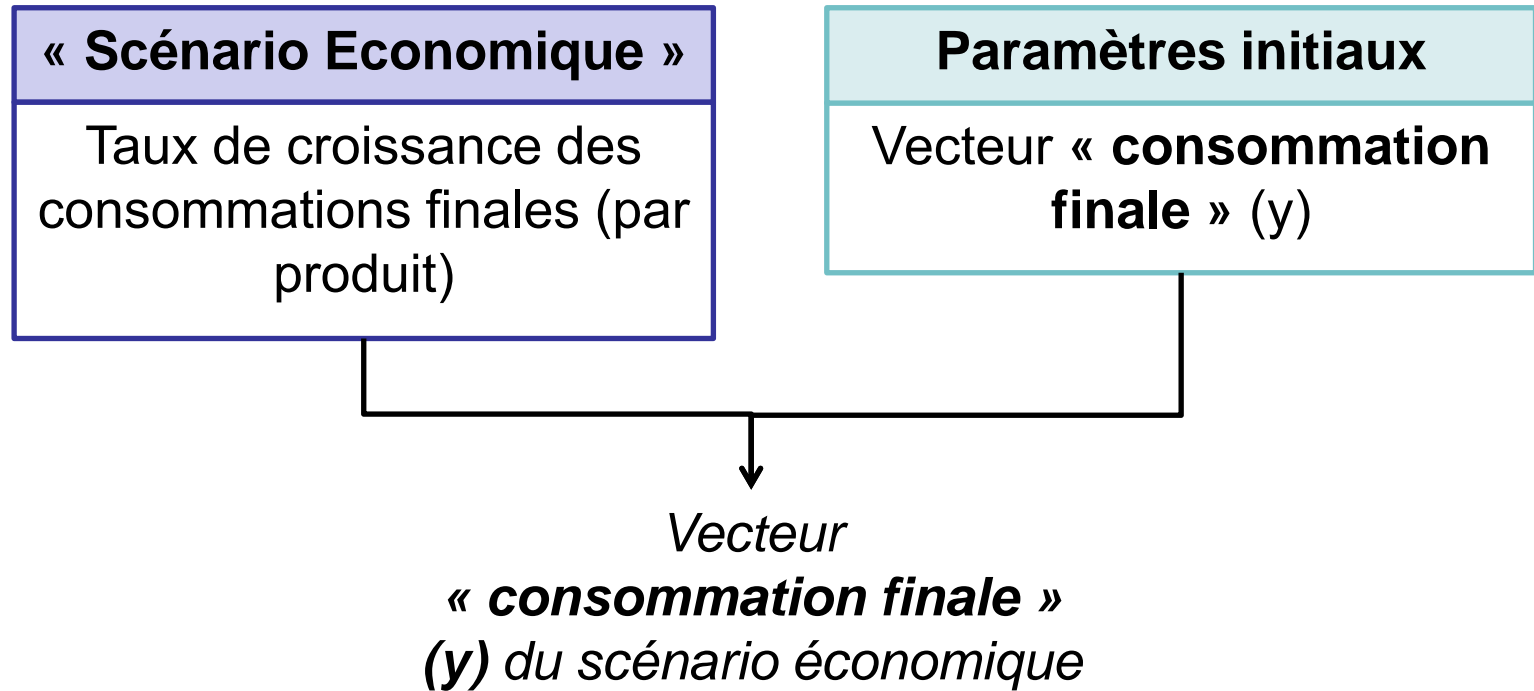 « Scénario Economique »
Taux de croissance des
consommations finales (par
produit)
Paramètres initiaux
Vecteur « consommation
finale » (y)
Vecteur
« consommation finale »
(y) du scénario économique